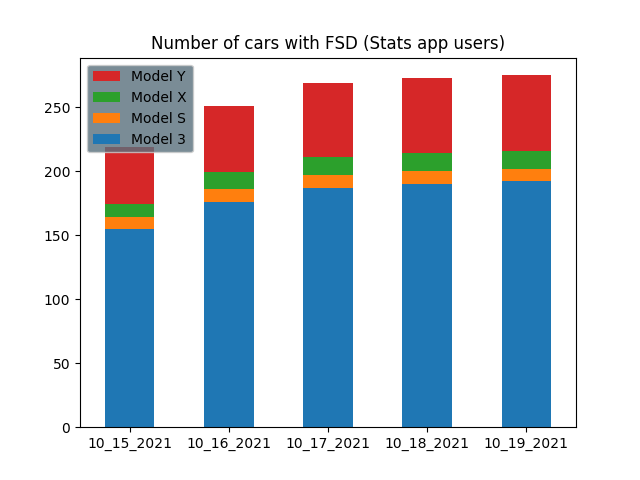 Number of cars with FSD (Stats app users)
Model Y
Model X
Model S
Model 3
250
200
150
100
50
0
10_15_2021 10_16_2021 10_17_2021 10_18_2021 10_19_2021